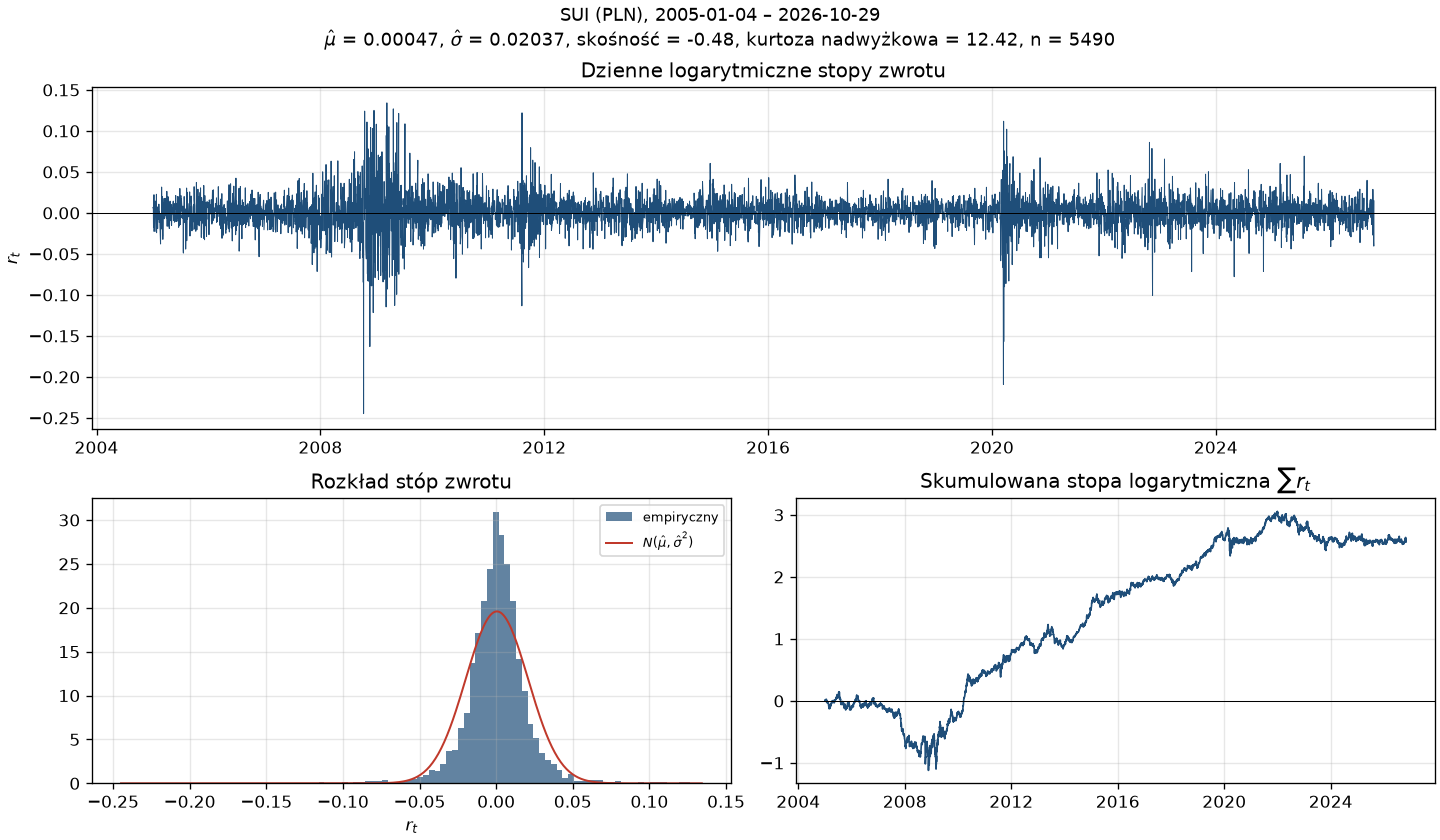 SUI (PLN), 2005-01-04 – 2026-10-29
μ̂ = 0.00047, σ̂ = 0.02037, skośność = -0.48, kurtoza nadwyżkowa = 12.42, n = 5490
Dzienne logarytmiczne stopy zwrotu
0.15
0.10
0.05
0.00
−0.05
−0.10
−0.15
−0.20
−0.25
r_t
2004 2008 2012 2016 2020 2024
Rozkład stóp zwrotu
30
25
20
15
10
5
0
empiryczny
N(μ̂, σ̂²)
−0.25 −0.20 −0.15 −0.10 −0.05 0.00 0.05 0.10 0.15
r_t
Skumulowana stopa logarytmiczna ∑r_t
3
2
1
0
−1
2004 2008 2012 2016 2020 2024